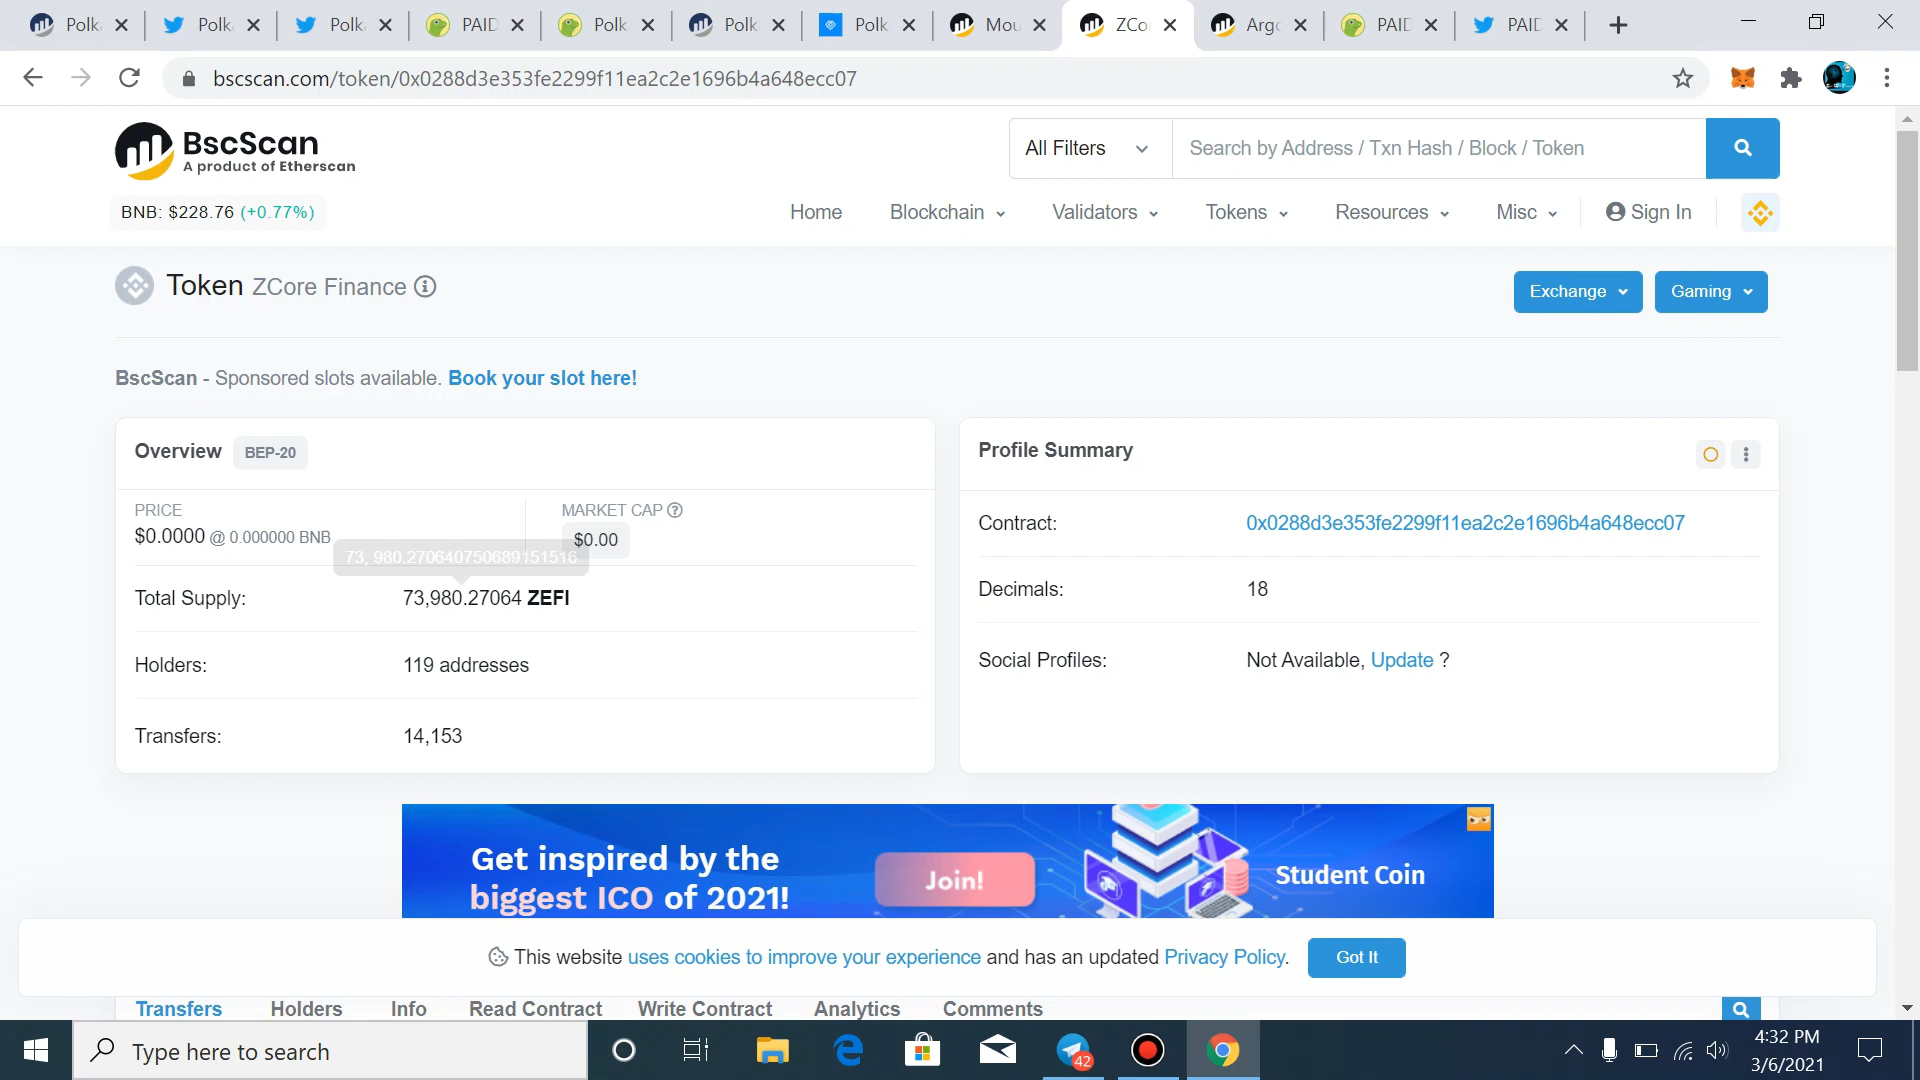 Polk
Polk
Polk
PAID
Polk
Polk
Polk
Mou
ZCo
Argo
PAID
PAID
bscscan.com/token/0x0288d3e353fe2299f11ea2c2e1696b4a648ecc07
BscScan
A product of Etherscan
All Filters
Search by Address / Txn Hash / Block / Token
BNB: $228.76 (+0.77%)
Home Blockchain Validators Tokens Resources Misc Sign In
Token ZCore Finance
Exchange
Gaming
BscScan - Sponsored slots available. Book your slot here!
Overview BEP-20
PRICE
$0.0000 @ 0.000000 BNB
MARKET CAP
$0.00
73, 980.270640750689151516
Total Supply: 73,980.27064 ZEFI
Holders: 119 addresses
Transfers: 14,153
Profile Summary
Contract: 0x0288d3e353fe2299f11ea2c2e1696b4a648ecc07
Decimals: 18
Social Profiles: Not Available, Update ?
Get inspired by the
biggest ICO of 2021!
Join!
Student Coin
This website uses cookies to improve your experience and has an updated Privacy Policy.
Got It
Transfers Holders Info Read Contract Write Contract Analytics Comments
Type here to search
42
4:32 PM
3/6/2021